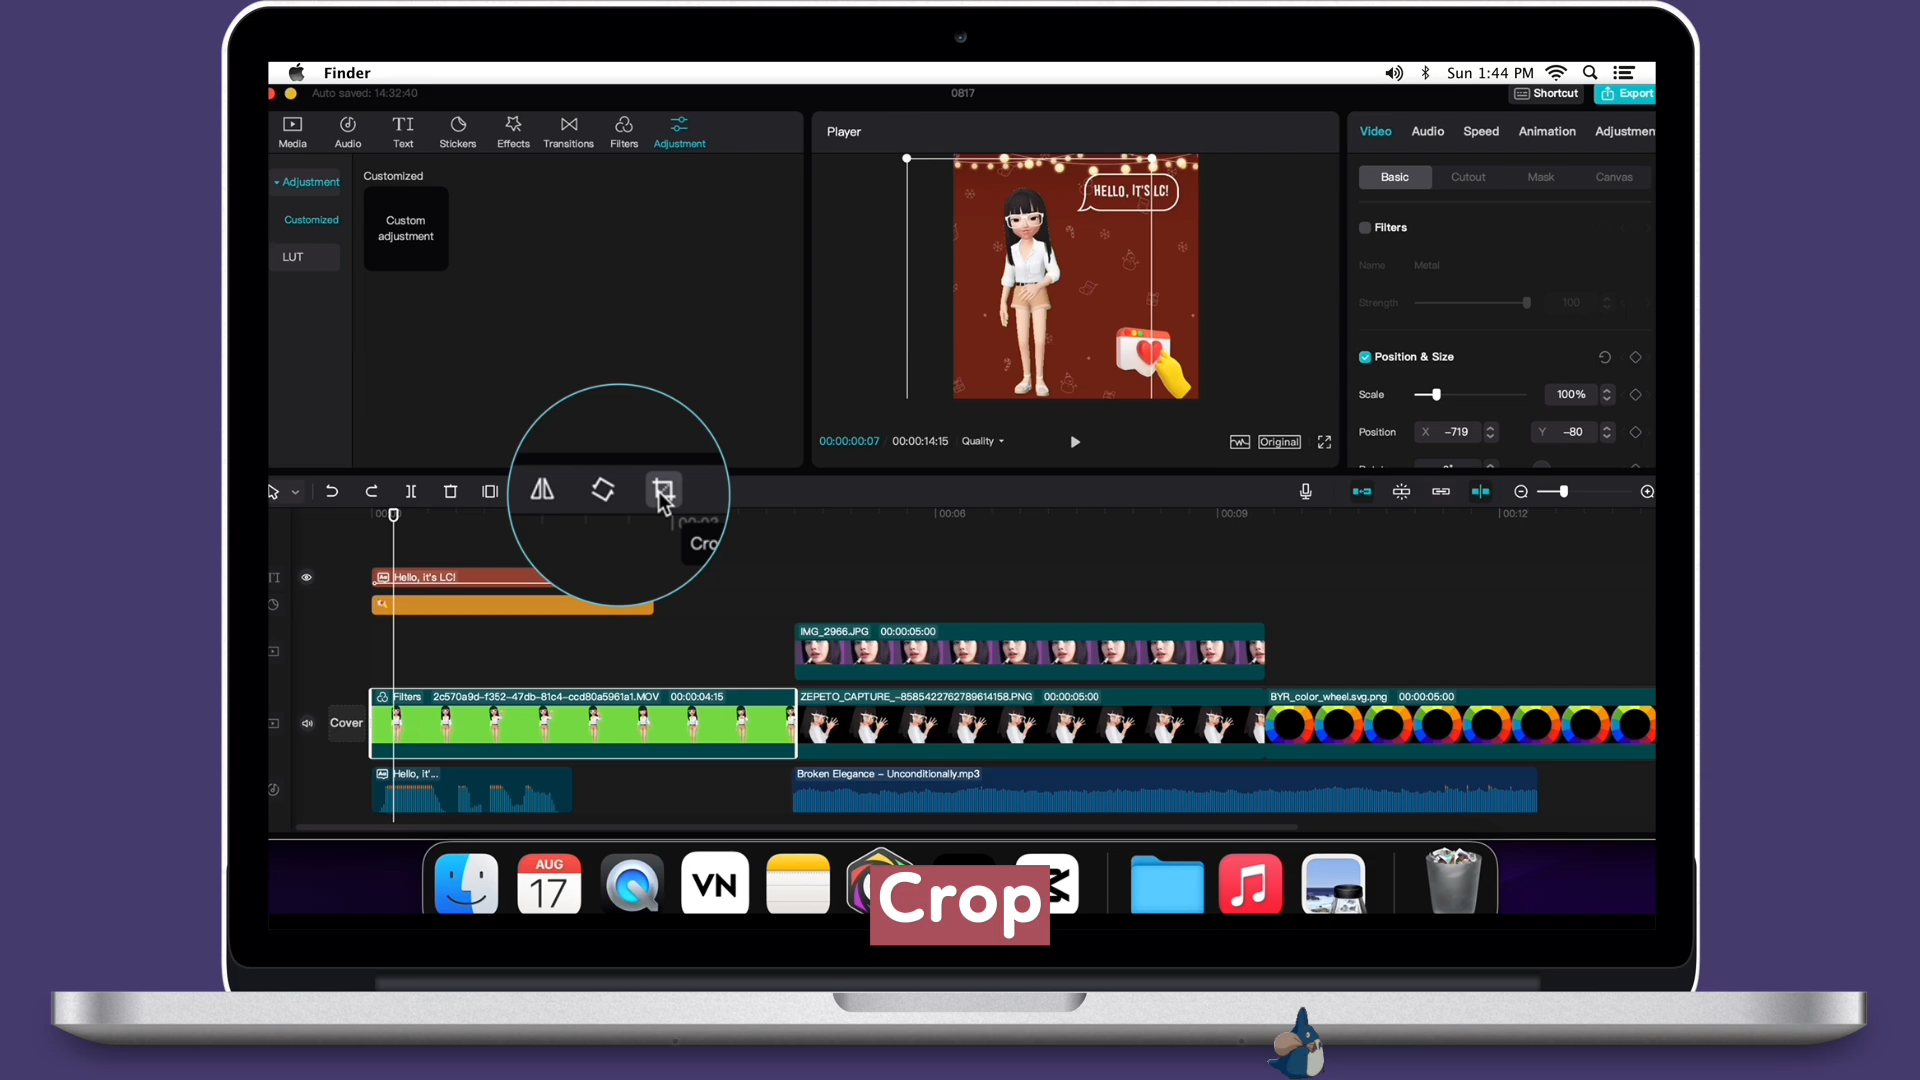 Finder
Sun 1:44 PM
Auto saved: 14:32:40
0817
Shortcut
Export
Media
Audio
Text
Stickers
Effects
Transitions
Filters
Adjustment
Player
Video
Audio
Speed
Animation
Adjustmen
Adjustment
Customized
LUT
Customized
Custom
adjustment
HELLO, IT'S LC!
Basic
Cutout
Mask
Canvas
Filters
Name
Metal
Strength
100
Position & Size
Scale
100%
Position
X
-719
Y
-80
00:00:00:07
00:00:14:15
Quality
Original
00:06
00:09
00:12
Cro
Hello, it's LC!
IMG_2966.JPG 00:00:05:00
Filters 2c570a9d-f352-47db-81c4-ccd80a5961a1.MOV 00:00:04:15
ZEPETO_CAPTURE_-8585422762789614158.PNG 00:00:05:00
BYR_color_wheel.svg.png 00:00:05:00
Cover
Hello, it'...
Broken Elegance – Unconditionally.mp3
AUG
17
VN
Crop